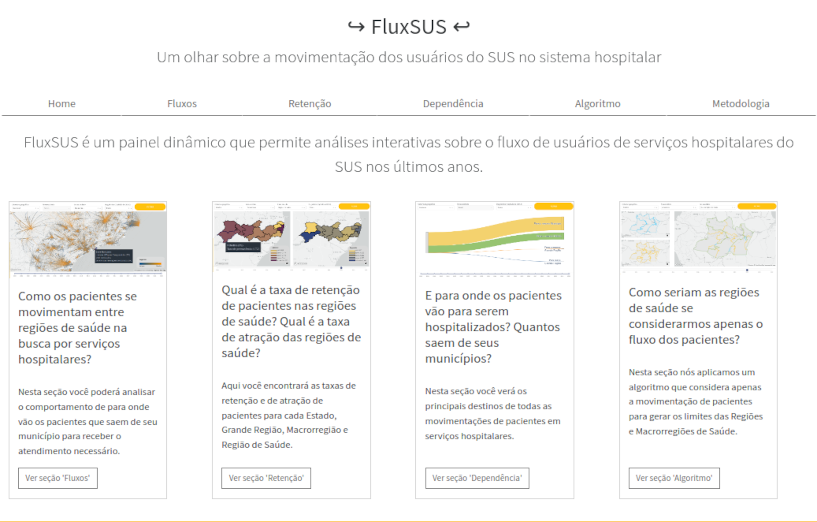 ↪ FluxSUS ↩
Um olhar sobre a movimentação dos usuários do SUS no sistema hospitalar
Home
Fluxos
Retenção
Dependência
Algoritmo
Metodologia
FluxSUS é um painel dinâmico que permite análises interativas sobre o fluxo de usuários de serviços hospitalares do
SUS nos últimos anos.
Como os pacientes se
movimentam entre
regiões de saúde na
busca por serviços
hospitalares?
Nesta seção você poderá analisar
o comportamento de para onde
vão os pacientes que saem de seu
município para receber o
atendimento necessário.
Ver seção 'Fluxos'
Qual é a taxa de retenção
de pacientes nas regiões
de saúde? Qual é a taxa
de atração das regiões de
saúde?
Aqui você encontrará as taxas de
retenção e de atração de
pacientes para cada Estado,
Grande Região, Macrorregião e
Região de Saúde.
Ver seção 'Retenção'
E para onde os pacientes
vão para serem
hospitalizados? Quantos
saem de seus
municípios?
Nesta seção você verá os
principais destinos de todas as
movimentações de pacientes em
serviços hospitalares.
Ver seção 'Dependência'
Como seriam as regiões
de saúde se
considerarmos apenas o
fluxo dos pacientes?
Nesta seção nós aplicamos um
algoritmo que considera apenas
a movimentação de pacientes
para gerar os limites das Regiões
e Macrorregiões de Saúde.
Ver seção 'Algoritmo'